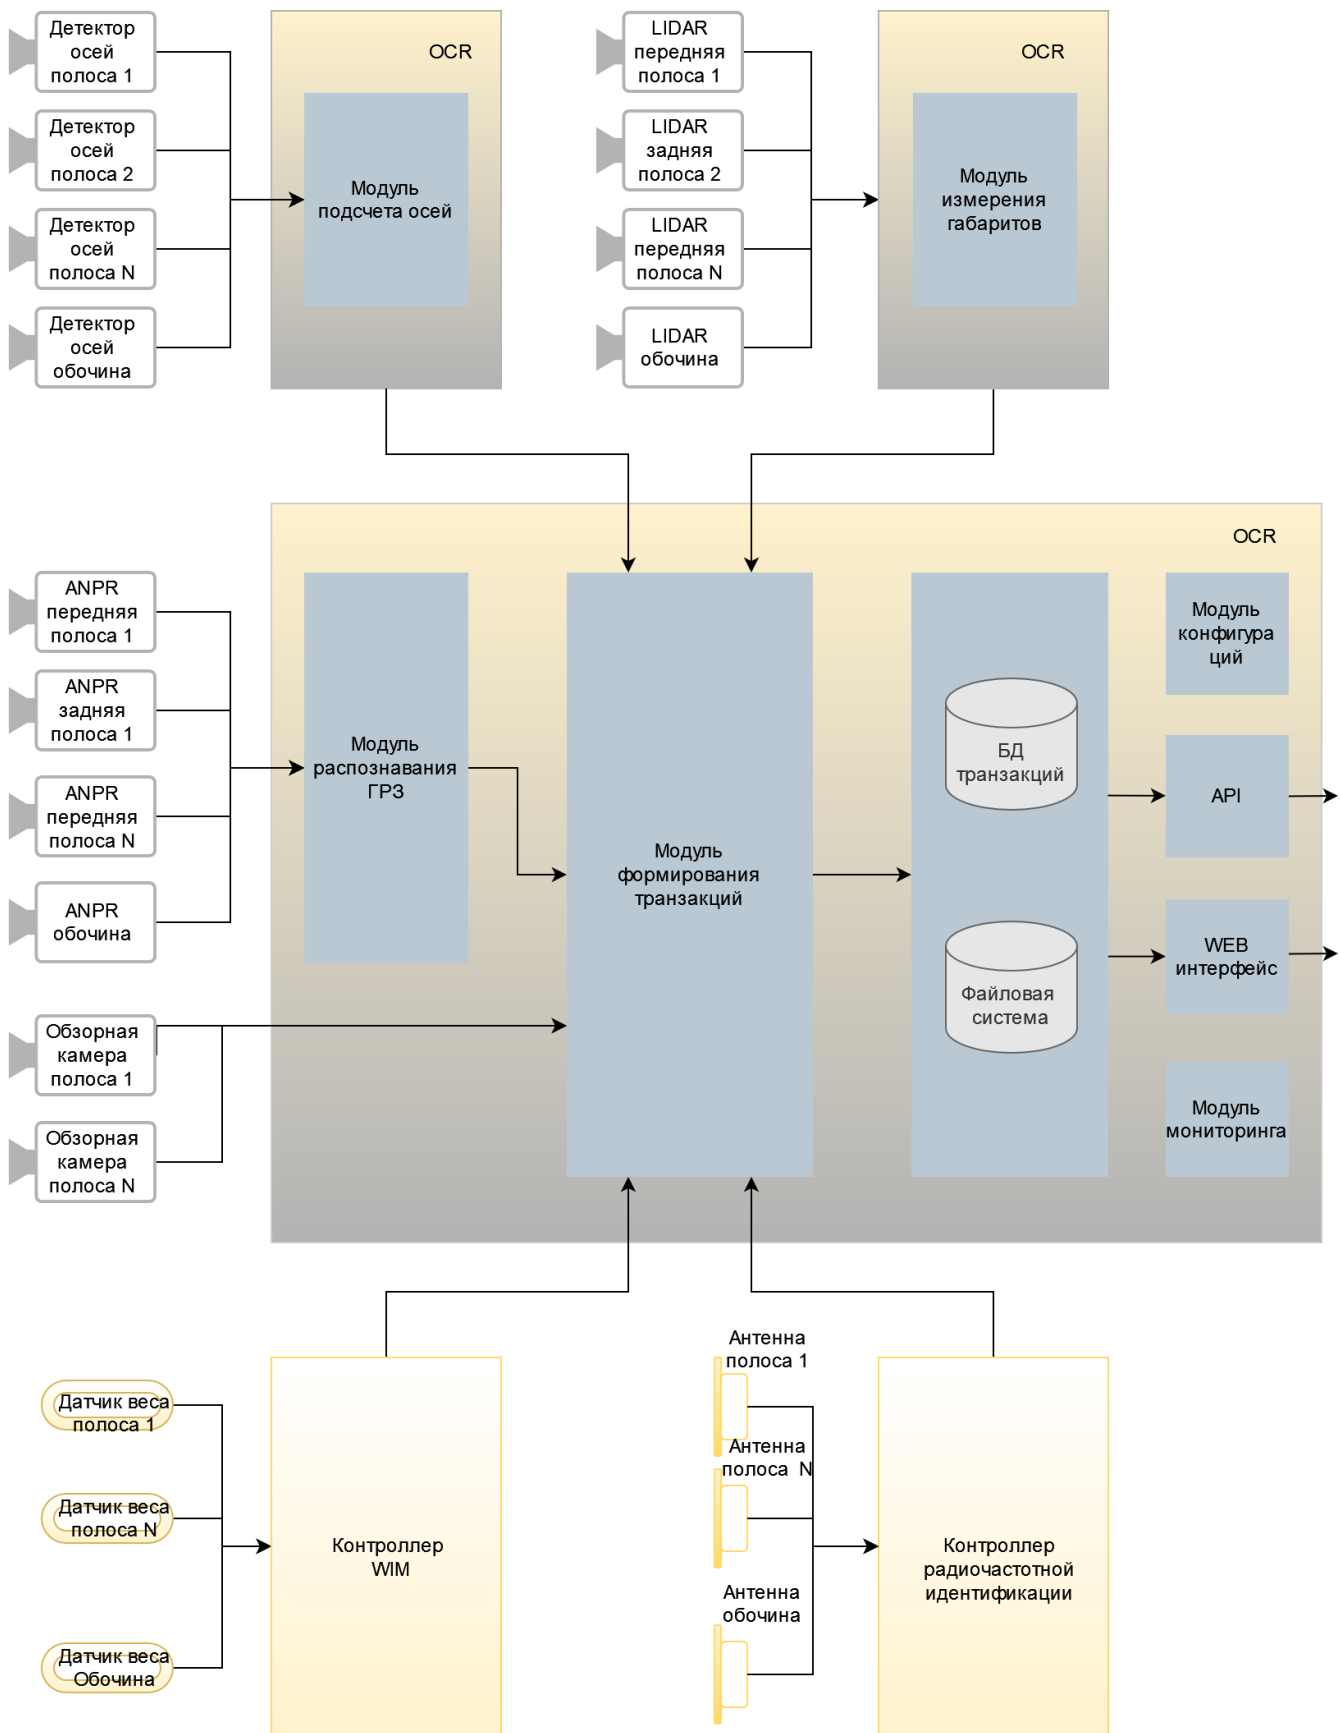 Детектор
осей
полоса 1
Детектор
осей
полоса 2
Детектор
осей
полоса N
Детектор
осей
обочина
OCR
Модуль
подсчета осей
LIDAR
передняя
полоса 1
LIDAR
задняя
полоса 2
LIDAR
передняя
полоса N
LIDAR
обочина
OCR
Модуль
измерения
габаритов
OCR
ANPR
передняя
полоса 1
ANPR
задняя
полоса 1
ANPR
передняя
полоса N
ANPR
обочина
Обзорная
камера
полоса 1
Обзорная
камера
полоса N
Модуль
распознавания
ГРЗ
Модуль
формирования
транзакций
БД
транзакций
Файловая
система
Модуль
конфигура
ций
API
WEB
интерфейс
Модуль
мониторинга
Датчик веса
полоса 1
Датчик веса
полоса N
Датчик веса
Обочина
Контроллер
WIM
Антенна
полоса 1
Антенна
полоса N
Антенна
обочина
Контроллер
радиочастотной
идентификации